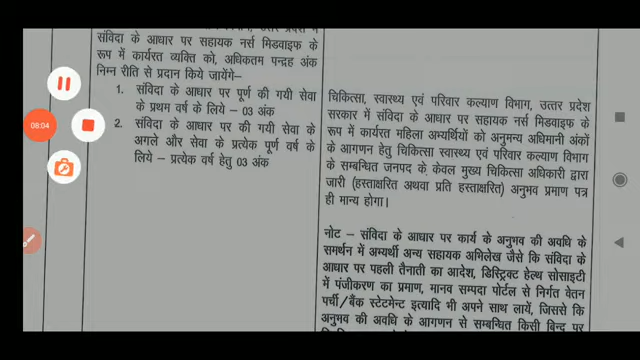 संविदा के आधार पर सहायक नर्स मिडवाइफ के
रूप में कार्यरत व्यक्ति को, अधिकतम पन्द्रह अंक
निम्न रीति से प्रदान किये जायेंगे–
1. संविदा के आधार पर पूर्ण की गयी सेवा
के प्रथम वर्ष के लिये – 03 अंक
2. संविदा के आधार पर की गयी सेवा के
अगले और सेवा के प्रत्येक पूर्ण वर्ष के
लिये – प्रत्येक वर्ष हेतु 03 अंक
चिकित्सा, स्वास्थ्य एवं परिवार कल्याण विभाग, उत्तर प्रदेश
सरकार में संविदा के आधार पर सहायक नर्स मिडवाइफ के
रूप में कार्यरत महिला अभ्यर्थियों को अनुमन्य अधिमानी अंकों
के आगणन हेतु चिकित्सा स्वास्थ्य एवं परिवार कल्याण विभाग
के सम्बन्धित जनपद के केवल मुख्य चिकित्सा अधिकारी द्वारा
जारी (हस्ताक्षरित अथवा प्रति हस्ताक्षरित) अनुभव प्रमाण पत्र
ही मान्य होगा।
नोट – संविदा के आधार पर कार्य के अनुभव की अवधि के
समर्थन में अभ्यर्थी अन्य सहायक अभिलेख जैसे कि संविदा के
आधार पर पहली तैनाती का आदेश, डिस्ट्रिक्ट हेल्थ सोसाइटी
में पंजीकरण का प्रमाण, मानव सम्पदा पोर्टल से निर्गत वेतन
पर्ची/बैंक स्टेटमेन्ट इत्यादि भी अपने साथ लायें, जिससे कि
अनुभव की अवधि के आगणन से सम्बन्धित किसी बिन्दु पर
08:04